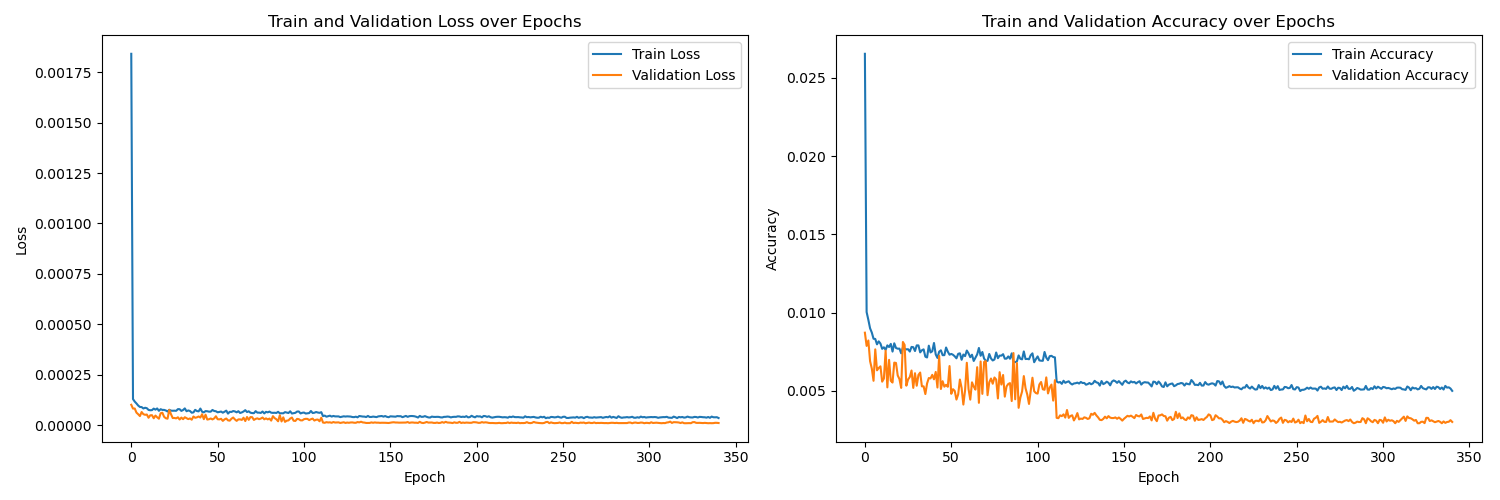 Train and Validation Loss over Epochs
Train Loss
Validation Loss
0.00175
0.00150
0.00125
0.00100
0.00075
0.00050
0.00025
0.00000
Loss
0 50 100 150 200 250 300 350
Epoch
Train and Validation Accuracy over Epochs
Train Accuracy
Validation Accuracy
0.025
0.020
0.015
0.010
0.005
Accuracy
0 50 100 150 200 250 300 350
Epoch